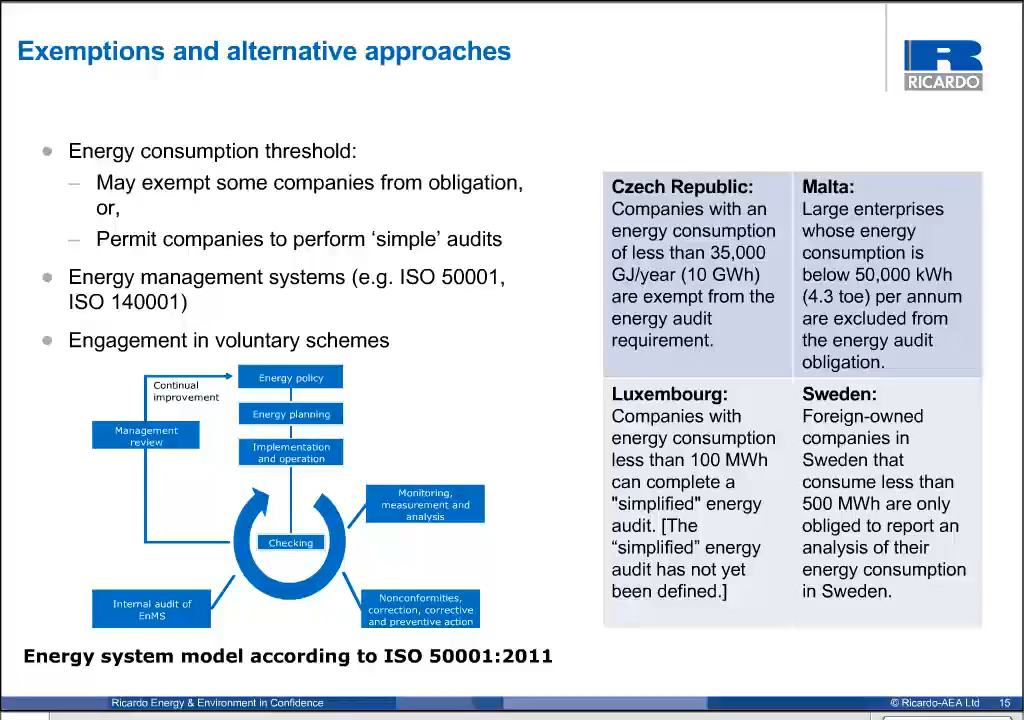 Exemptions and alternative approaches
RICARDO
Energy consumption threshold:
– May exempt some companies from obligation,
or,
– Permit companies to perform ‘simple’ audits
Energy management systems (e.g. ISO 50001,
ISO 140001)
Engagement in voluntary schemes
Continual
improvement
Energy policy
Energy planning
Management
review
Implementation
and operation
Monitoring,
measurement and
analysis
Checking
Internal audit of
EnMS
Nonconformities,
correction, corrective
and preventive action
Energy system model according to ISO 50001:2011
Czech Republic:
Companies with an
energy consumption
of less than 35,000
GJ/year (10 GWh)
are exempt from the
energy audit
requirement.
Malta:
Large enterprises
whose energy
consumption is
below 50,000 kWh
(4.3 toe) per annum
are excluded from
the energy audit
obligation.
Luxembourg:
Companies with
energy consumption
less than 100 MWh
can complete a
"simplified" energy
audit. [The
“simplified” energy
audit has not yet
been defined.]
Sweden:
Foreign-owned
companies in
Sweden that
consume less than
500 MWh are only
obliged to report an
analysis of their
energy consumption
in Sweden.
Ricardo Energy & Environment in Confidence
© Ricardo-AEA Ltd
15